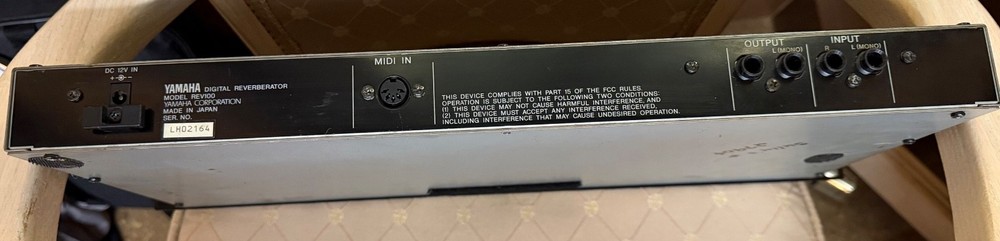 DC 12V IN
YAMAHA DIGITAL REVERBERATOR
MODEL REV100
YAMAHA CORPORATION
MADE IN JAPAN
SER. NO.
LH02164
MIDI IN
THIS DEVICE COMPLIES WITH PART 15 OF THE FCC RULES.
OPERATION IS SUBJECT TO THE FOLLOWING TWO CONDITIONS:
(1) THIS DEVICE MAY NOT CAUSE HARMFUL INTERFERENCE, AND
(2) THIS DEVICE MUST ACCEPT ANY INTERFERENCE RECEIVED,
INCLUDING INTERFERENCE THAT MAY CAUSE UNDESIRED OPERATION.
OUTPUT
R L (MONO)
INPUT
R L (MONO)